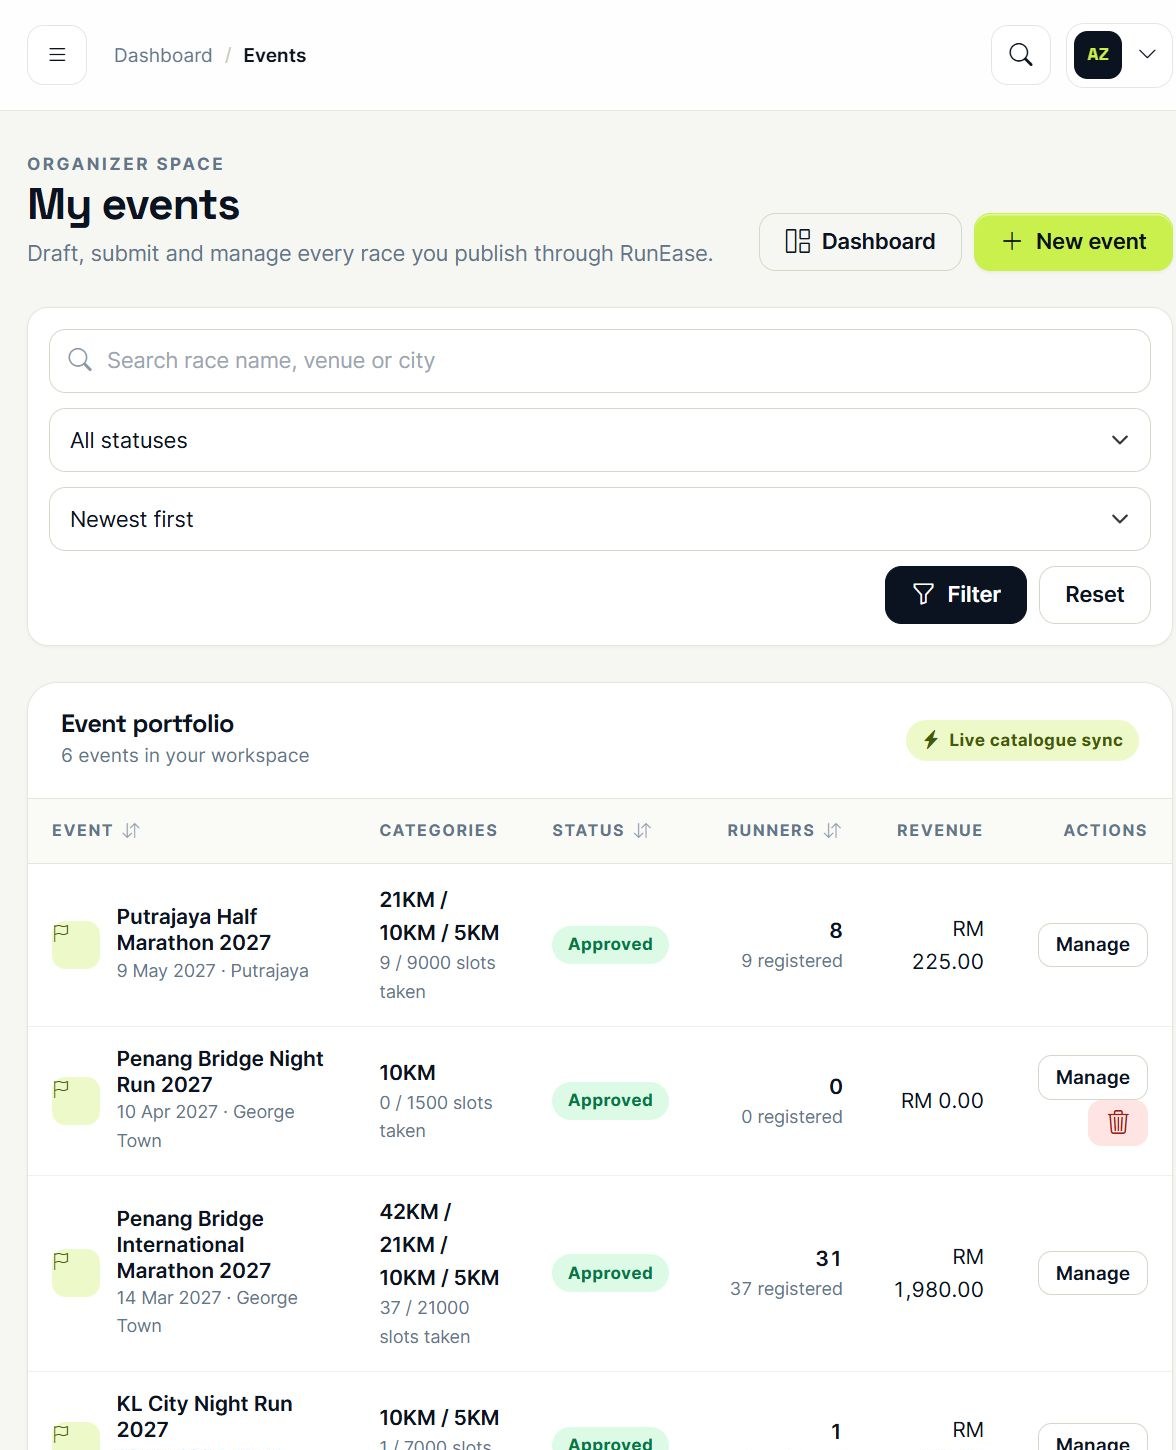 Dashboard / Events
AZ
ORGANIZER SPACE
My events
Draft, submit and manage every race you publish through RunEase.
Dashboard
New event
Search race name, venue or city
All statuses
Newest first
Filter
Reset
Event portfolio
6 events in your workspace
Live catalogue sync
EVENT CATEGORIES STATUS RUNNERS REVENUE ACTIONS
Putrajaya Half
Marathon 2027
9 May 2027 · Putrajaya
21KM /
10KM / 5KM
9 / 9000 slots
taken
Approved
8
9 registered
RM
225.00
Manage
Penang Bridge Night
Run 2027
10 Apr 2027 · George
Town
10KM
0 / 1500 slots
taken
Approved
0
0 registered
RM 0.00
Manage
Penang Bridge
International
Marathon 2027
14 Mar 2027 · George
Town
42KM /
21KM /
10KM / 5KM
37 / 21000
slots taken
Approved
31
37 registered
RM
1,980.00
Manage
KL City Night Run
2027
10KM / 5KM
1 / 7000 slots
Approved
1
RM
Manage